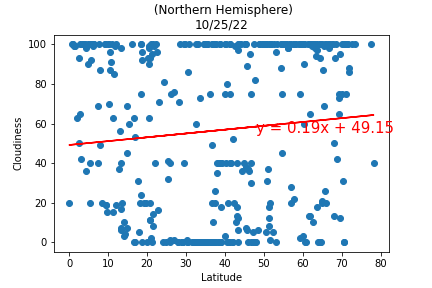 (Northern Hemisphere)
10/25/22
100
80
60
40
20
0
Cloudiness
y = 0.19x + 49.15
0 10 20 30 40 50 60 70 80
Latitude